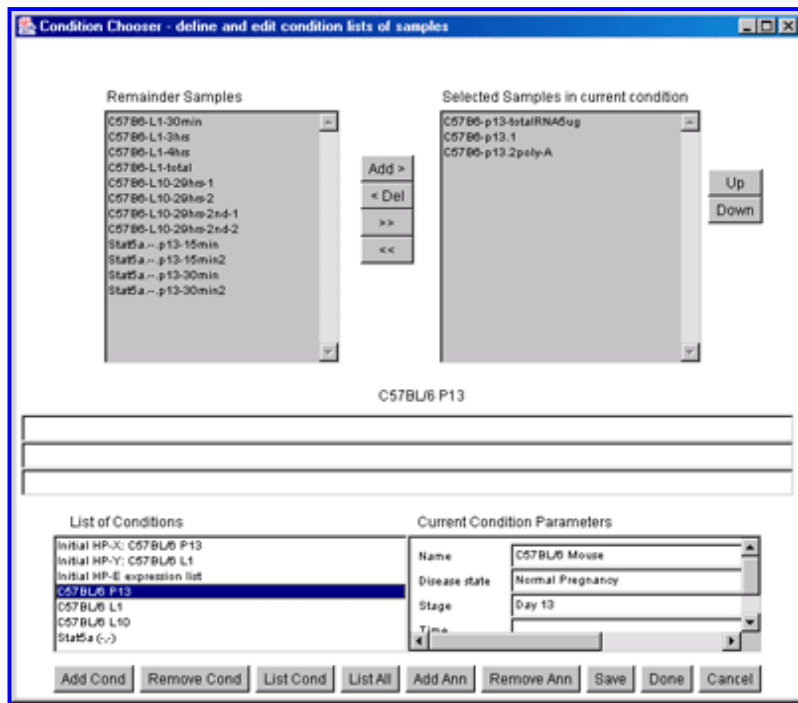 Condition Chooser - define and edit condition lists of samples
Remainder Samples
Selected Samples in current condition
C57B6-L1-30min
C57B6-L1-3hrs
C57B6-L1-4hrs
C57B6-L1-total
C57B6-L10-29hrs-1
C57B6-L10-29hrs-2
C57B6-L10-29hrs-2nd-1
C57B6-L10-29hrs-2nd-2
Stat5a.--.p13-15min
Stat5a.--.p13-15min2
Stat5a.--.p13-30min
Stat5a.--.p13-30min2
Add >
< Del
>>
<<
C57B6-p13-totalRNA5ug
C57B6-p13.1
C57B6-p13.2poly-A
Up
Down
C57BL/6 P13
List of Conditions
Initial HP-X: C57BL/6 P13
Initial HP-Y: C57BL/6 L1
Initial HP-E expression list
C57BL/6 P13
C57BL/6 L1
C57BL/6 L10
Stat5a (-,-)
Current Condition Parameters
Name C57BL/6 Mouse
Disease state Normal Pregnancy
Stage Day 13
Time
Add Cond Remove Cond List Cond List All Add Ann Remove Ann Save Done Cancel